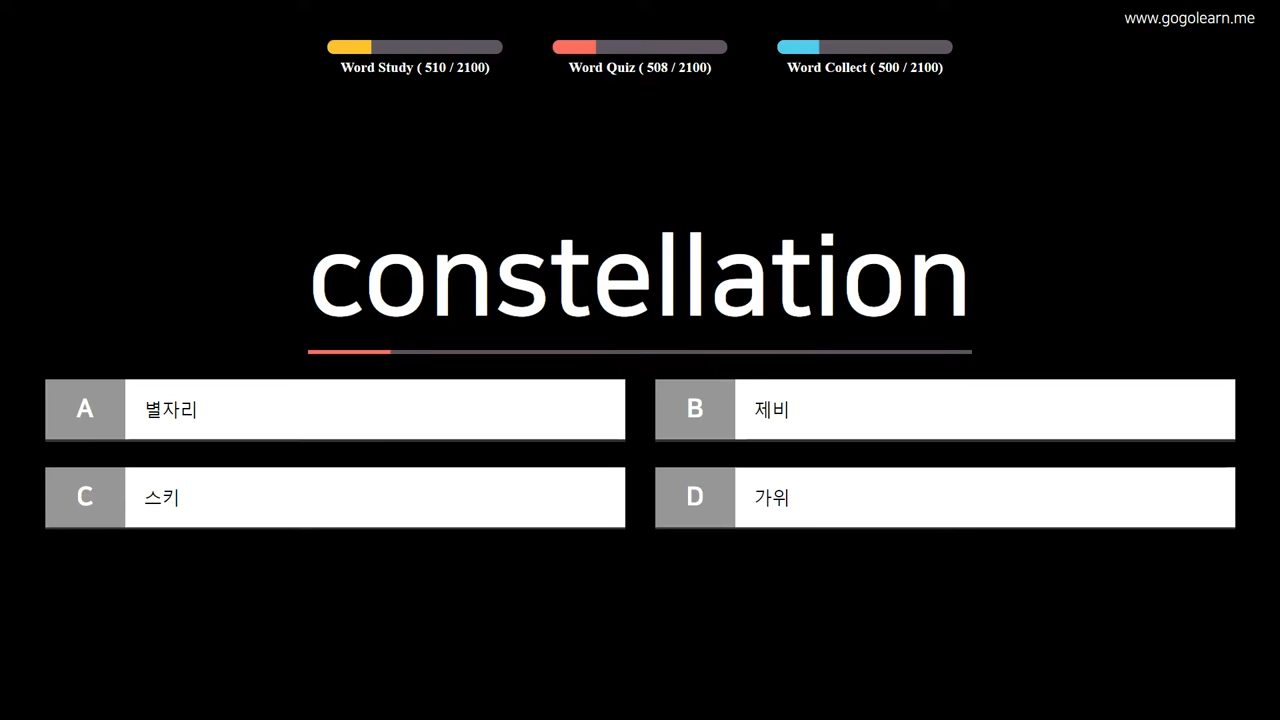 www.gogolearn.me
Word Study ( 510 / 2100)
Word Quiz ( 508 / 2100)
Word Collect ( 500 / 2100)
constellation
A 별자리
B 제비
C 스키
D 가위